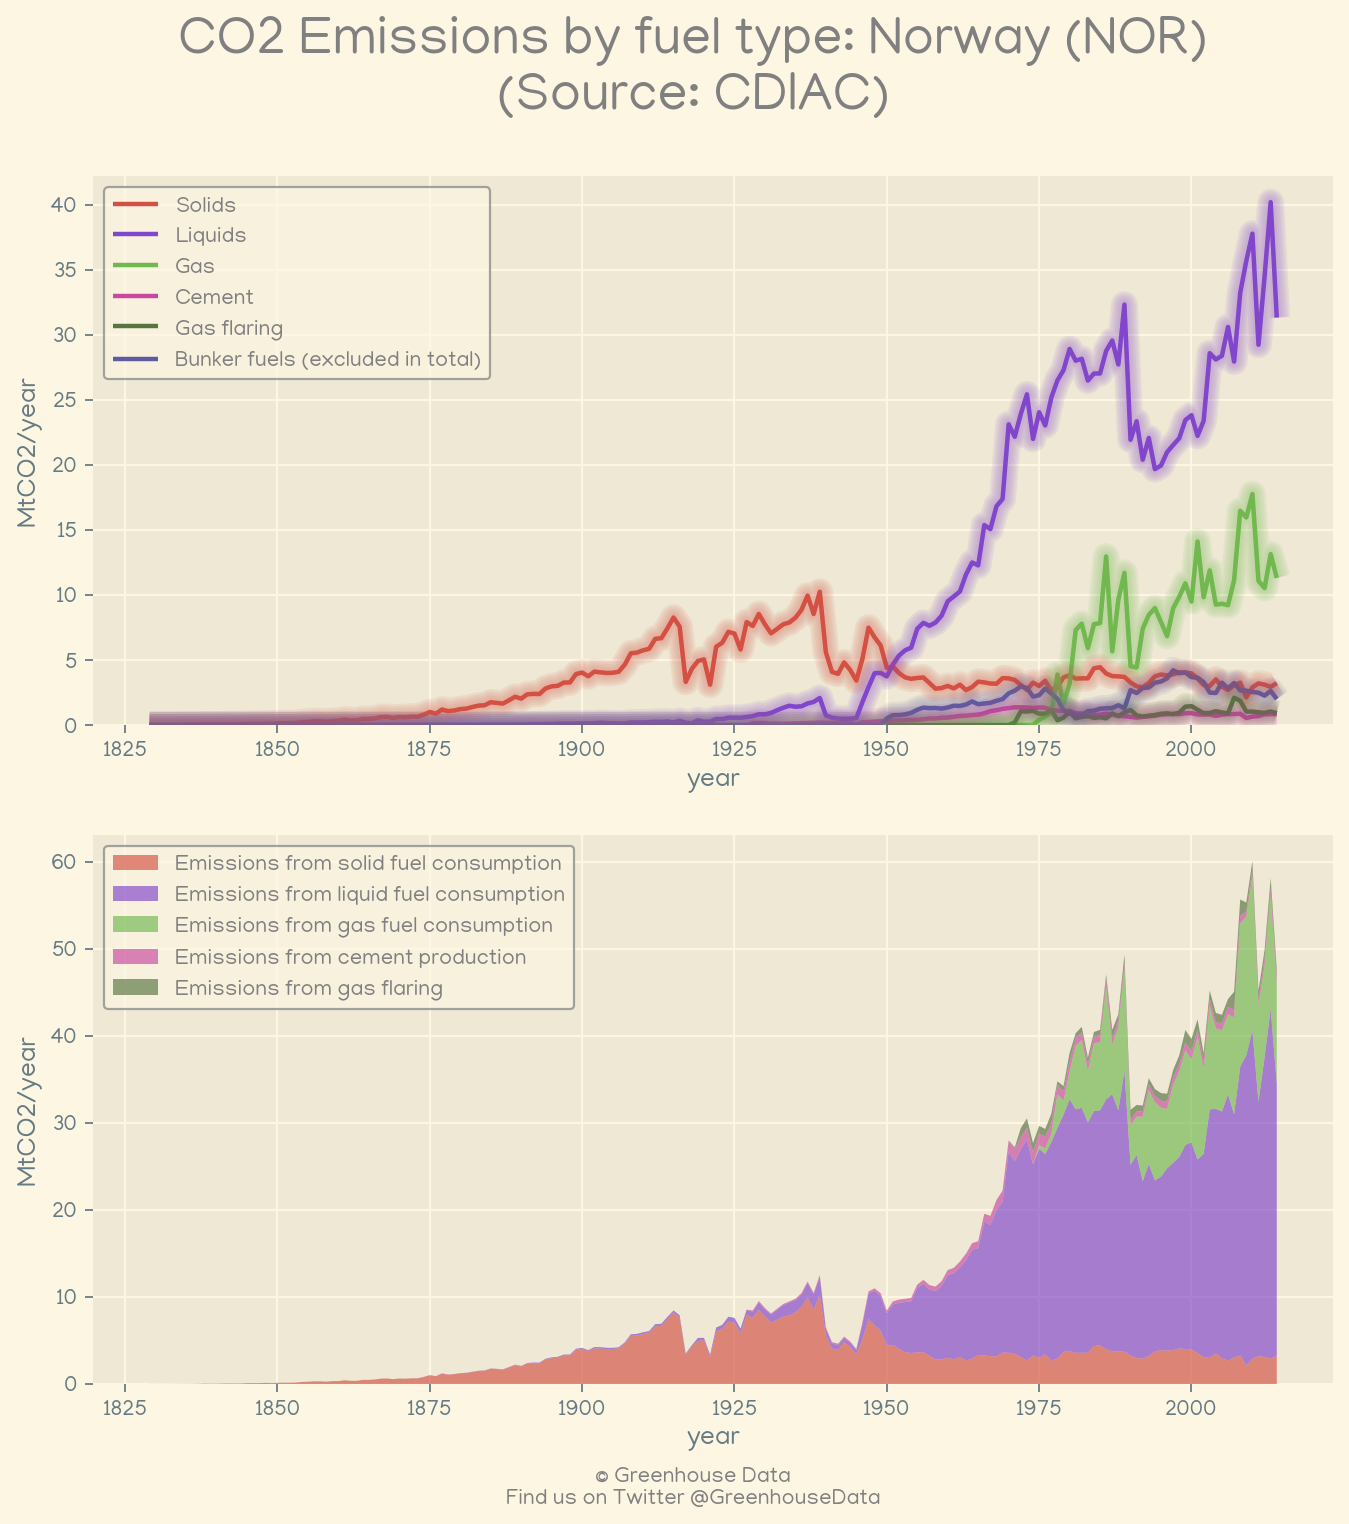 CO2 Emissions by fuel type: Norway (NOR)
(Source: CDIAC)
Solids
Liquids
Gas
Cement
Gas flaring
Bunker fuels (excluded in total)
MtCO2/year
40
35
30
25
20
15
10
5
0
1825 1850 1875 1900 1925 1950 1975 2000
year
Emissions from solid fuel consumption
Emissions from liquid fuel consumption
Emissions from gas fuel consumption
Emissions from cement production
Emissions from gas flaring
MtCO2/year
60
50
40
30
20
10
0
1825 1850 1875 1900 1925 1950 1975 2000
year
© Greenhouse Data
Find us on Twitter @GreenhouseData